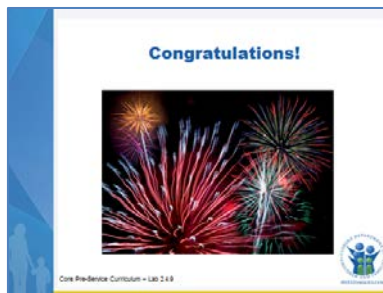 Congratulations!
Core Pre-Service Curriculum – Lab 2.4.9